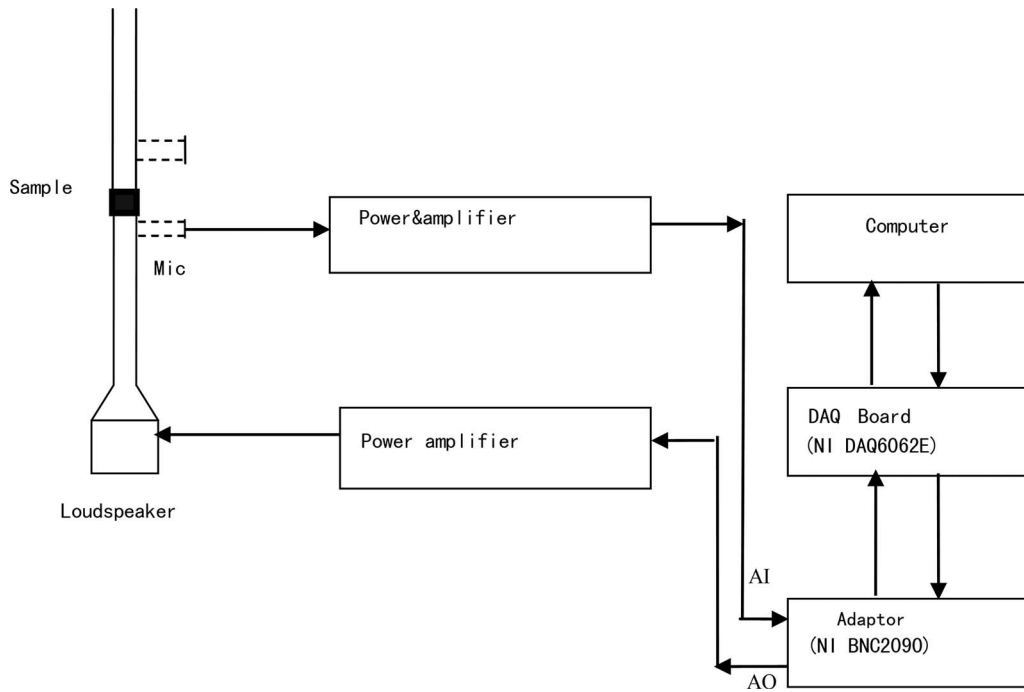 Sample
Mic
Loudspeaker
Power&amplifier
Power amplifier
AI
AO
Computer
DAQ Board
(NI DAQ6062E)
Adaptor
(NI BNC2090)